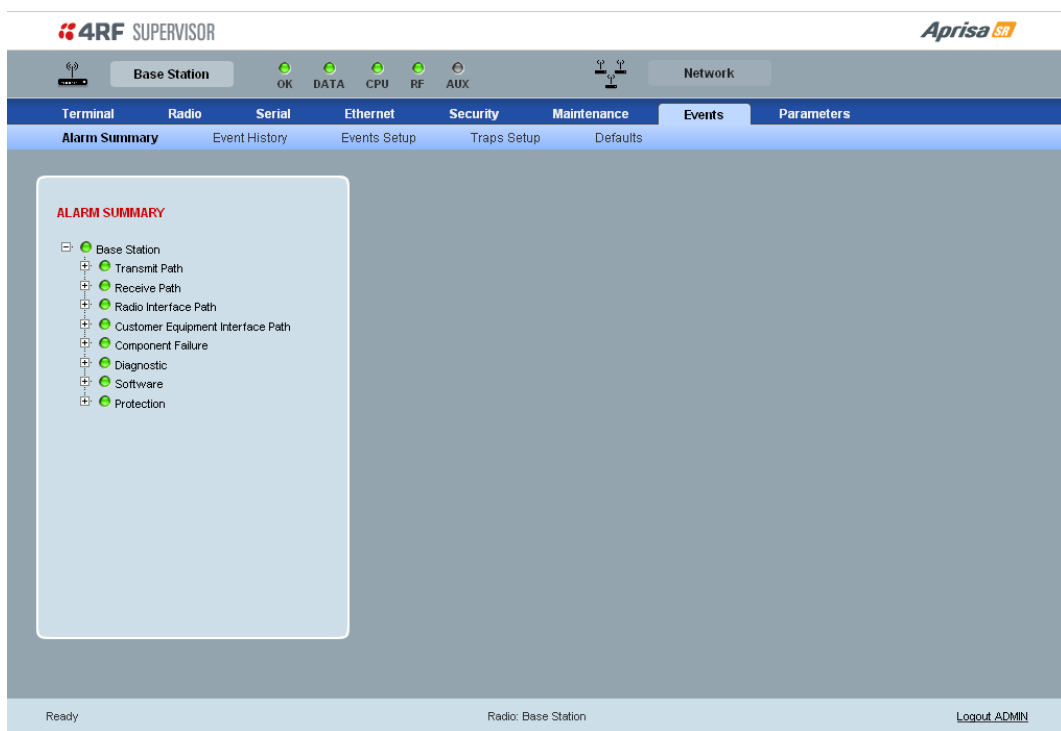 4RF SUPERVISOR
Aprisa SR
Base Station
OK DATA CPU RF AUX
Network
Terminal Radio Serial Ethernet Security Maintenance Events Parameters
Alarm Summary Event History Events Setup Traps Setup Defaults
ALARM SUMMARY
Base Station
Transmit Path
Receive Path
Radio Interface Path
Customer Equipment Interface Path
Component Failure
Diagnostic
Software
Protection
Ready Radio: Base Station Logout ADMIN